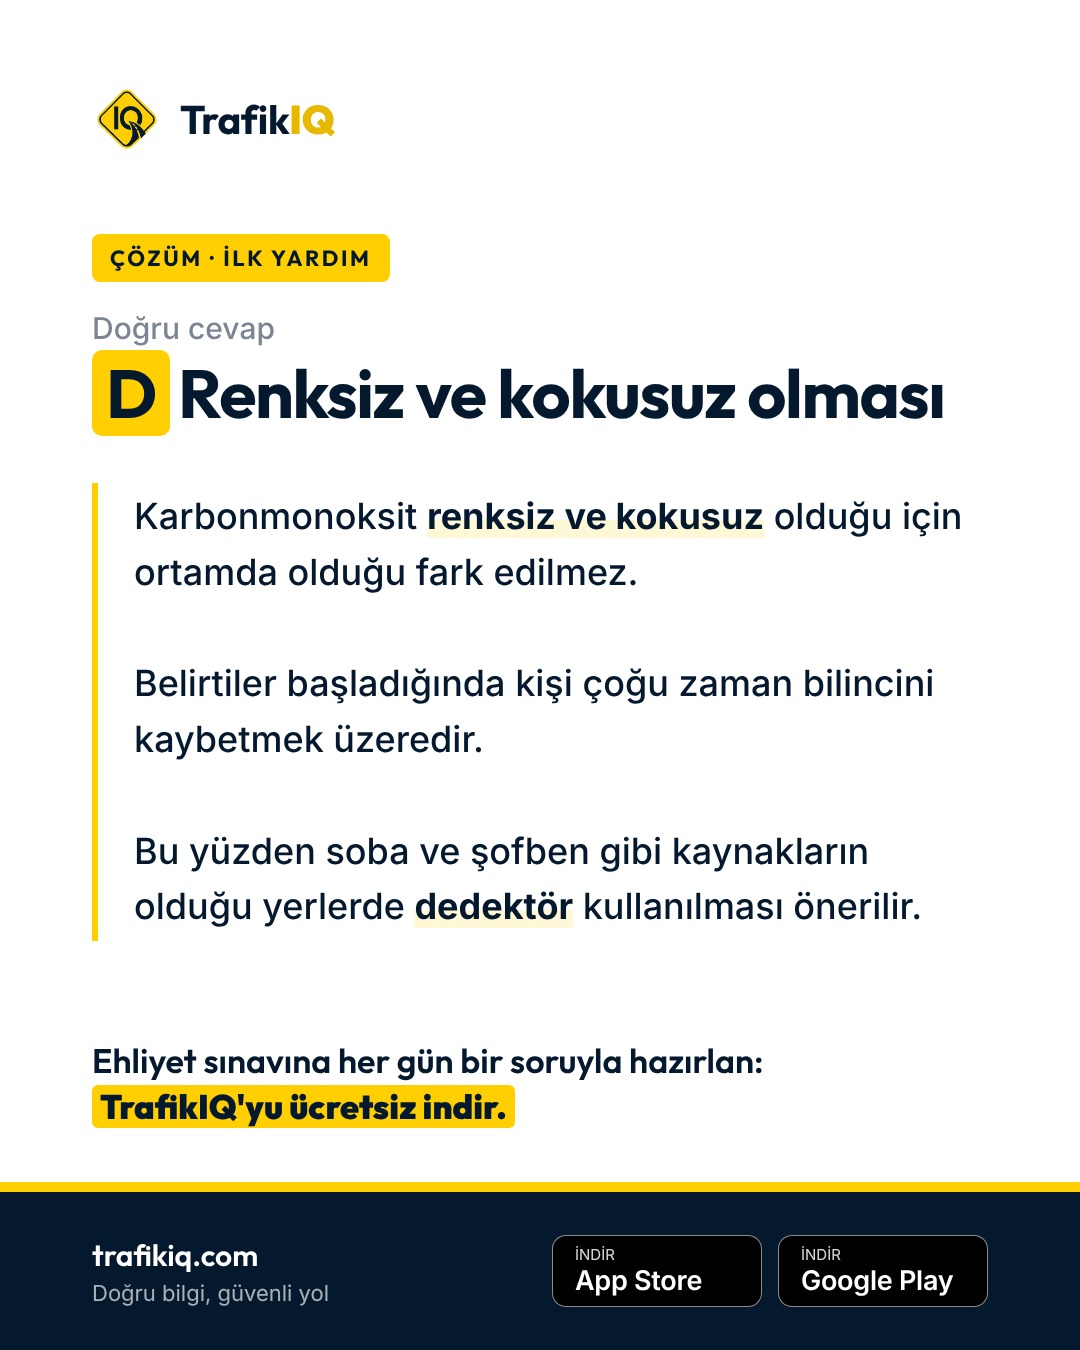 IQ
TrafikIQ
ÇÖZÜM · İLK YARDIM
Doğru cevap
D Renksiz ve kokusuz olması
Karbonmonoksit renksiz ve kokusuz olduğu için
ortamda olduğu fark edilmez.
Belirtiler başladığında kişi çoğu zaman bilincini
kaybetmek üzeredir.
Bu yüzden soba ve şofben gibi kaynakların
olduğu yerlerde dedektör kullanılması önerilir.
Ehliyet sınavına her gün bir soruyla hazırlan:
TrafikIQ'yu ücretsiz indir.
trafikiq.com
Doğru bilgi, güvenli yol
İNDİR
App Store
İNDİR
Google Play